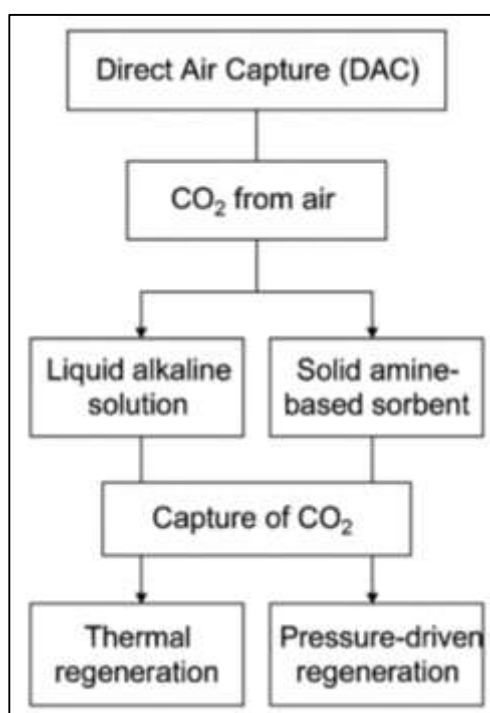 Direct Air Capture (DAC)
CO₂ from air
Liquid alkaline
solution
Solid amine-
based sorbent
Capture of CO₂
Thermal
regeneration
Pressure-driven
regeneration